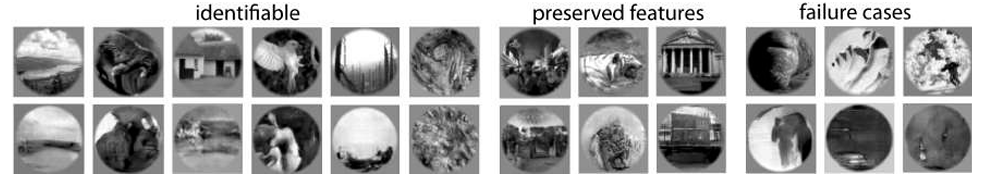 identifiable
preserved features
failure cases